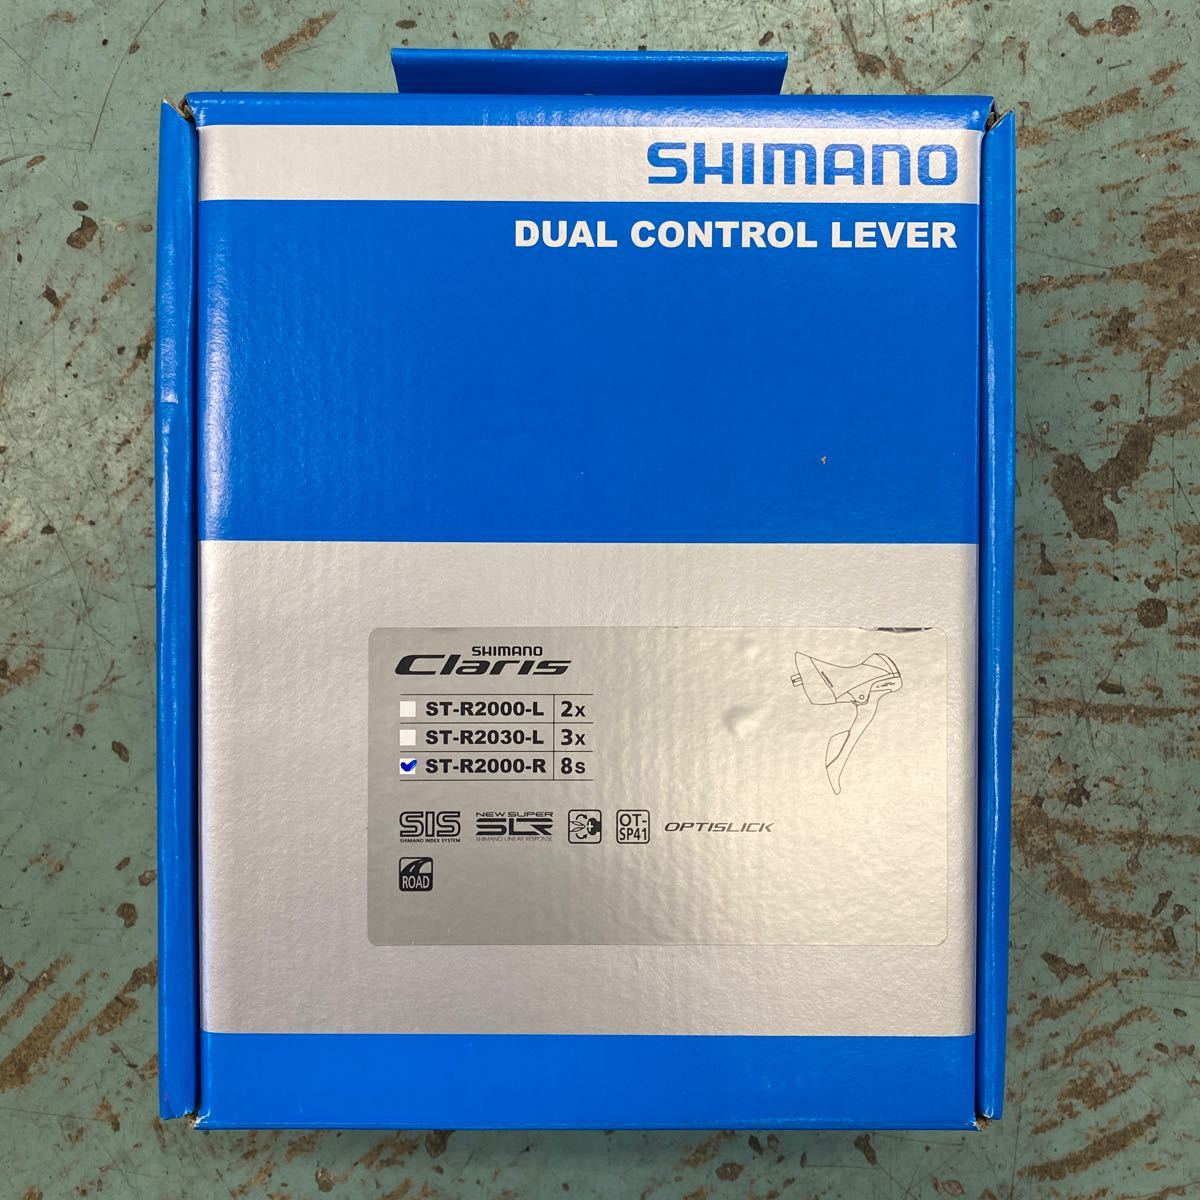 SHIMANO
DUAL CONTROL LEVER
SHIMANO
Claris
ST-R2000-L 2x
ST-R2030-L 3x
ST-R2000-R 8s
SIS
SHIMANO INDEX SYSTEM
NEW SUPER
SLR
SHIMANO LINEAR RESPONSE
OT-
SP41
OPTISLICK
ROAD